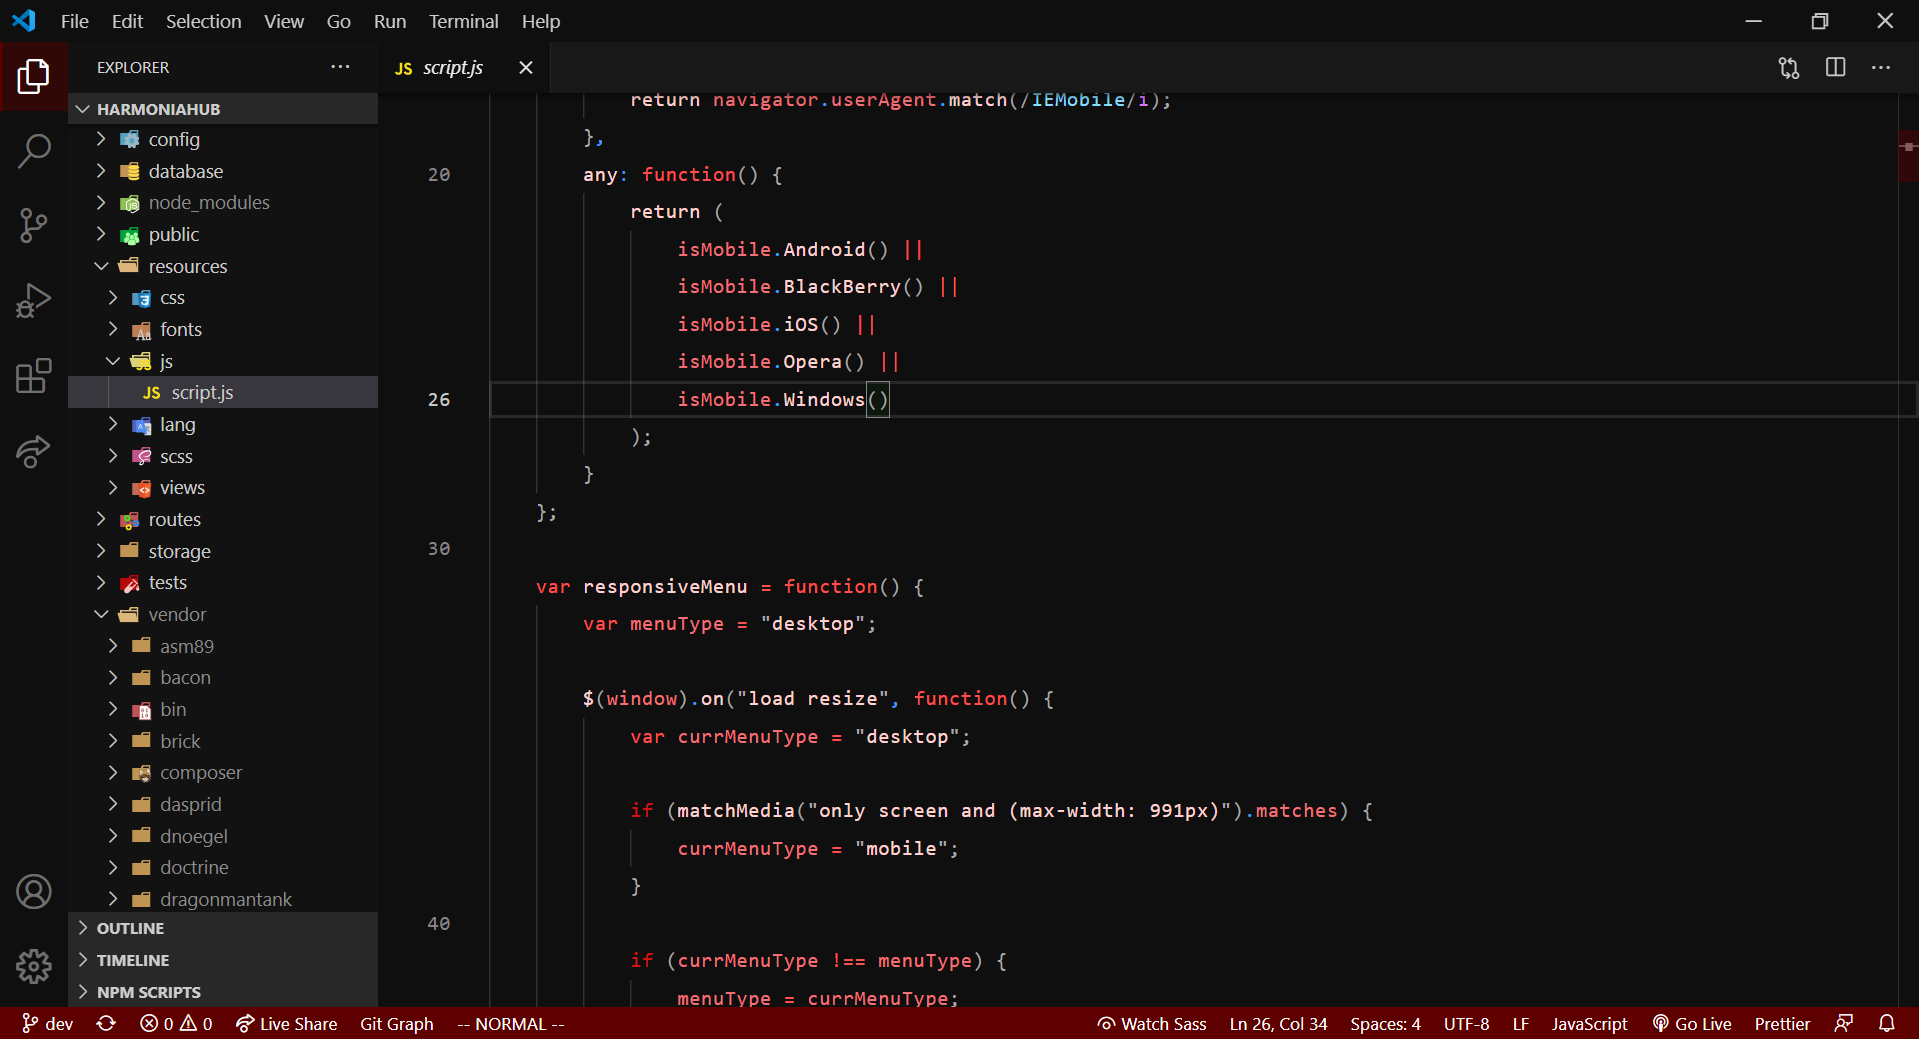 File Edit Selection View Go Run Terminal Help
EXPLORER
HARMONIAHUB
config
database
node_modules
public
resources
css
fonts
js
JS script.js
lang
scss
views
routes
storage
tests
vendor
asm89
bacon
bin
brick
composer
dasprid
dnoegel
doctrine
dragonmantank
OUTLINE
TIMELINE
NPM SCRIPTS
JS script.js
return navigator.userAgent.match(/IEMobile/i);
},
20 any: function() {
return (
isMobile.Android() ||
isMobile.BlackBerry() ||
isMobile.iOS() ||
isMobile.Opera() ||
26 isMobile.Windows()
);
}
};
30
var responsiveMenu = function() {
var menuType = "desktop";
$(window).on("load resize", function() {
var currMenuType = "desktop";
if (matchMedia("only screen and (max-width: 991px)").matches) {
currMenuType = "mobile";
}
40
if (currMenuType !== menuType) {
menuType = currMenuType;
dev 0 0 Live Share Git Graph -- NORMAL -- Watch Sass Ln 26, Col 34 Spaces: 4 UTF-8 LF JavaScript Go Live Prettier